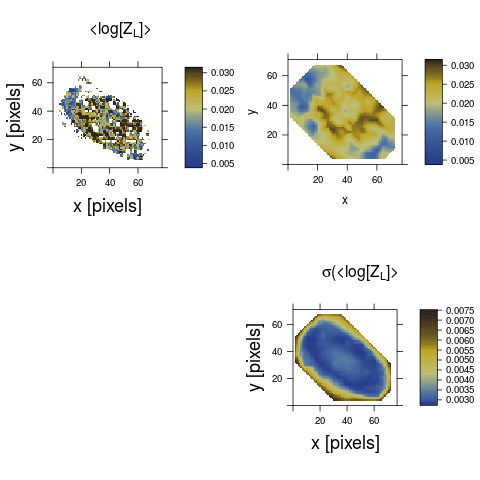 <log[Z_L]>
60
40
20
20 40 60
x [pixels]
y [pixels]
0.030
0.025
0.020
0.015
0.010
0.005
60
40
20
20 40 60
x
y
0.030
0.025
0.020
0.015
0.010
0.005
σ(<log[Z_L]>
60
40
20
20 40 60
x [pixels]
y [pixels]
0.0075
0.0070
0.0065
0.0060
0.0055
0.0050
0.0045
0.0040
0.0035
0.0030